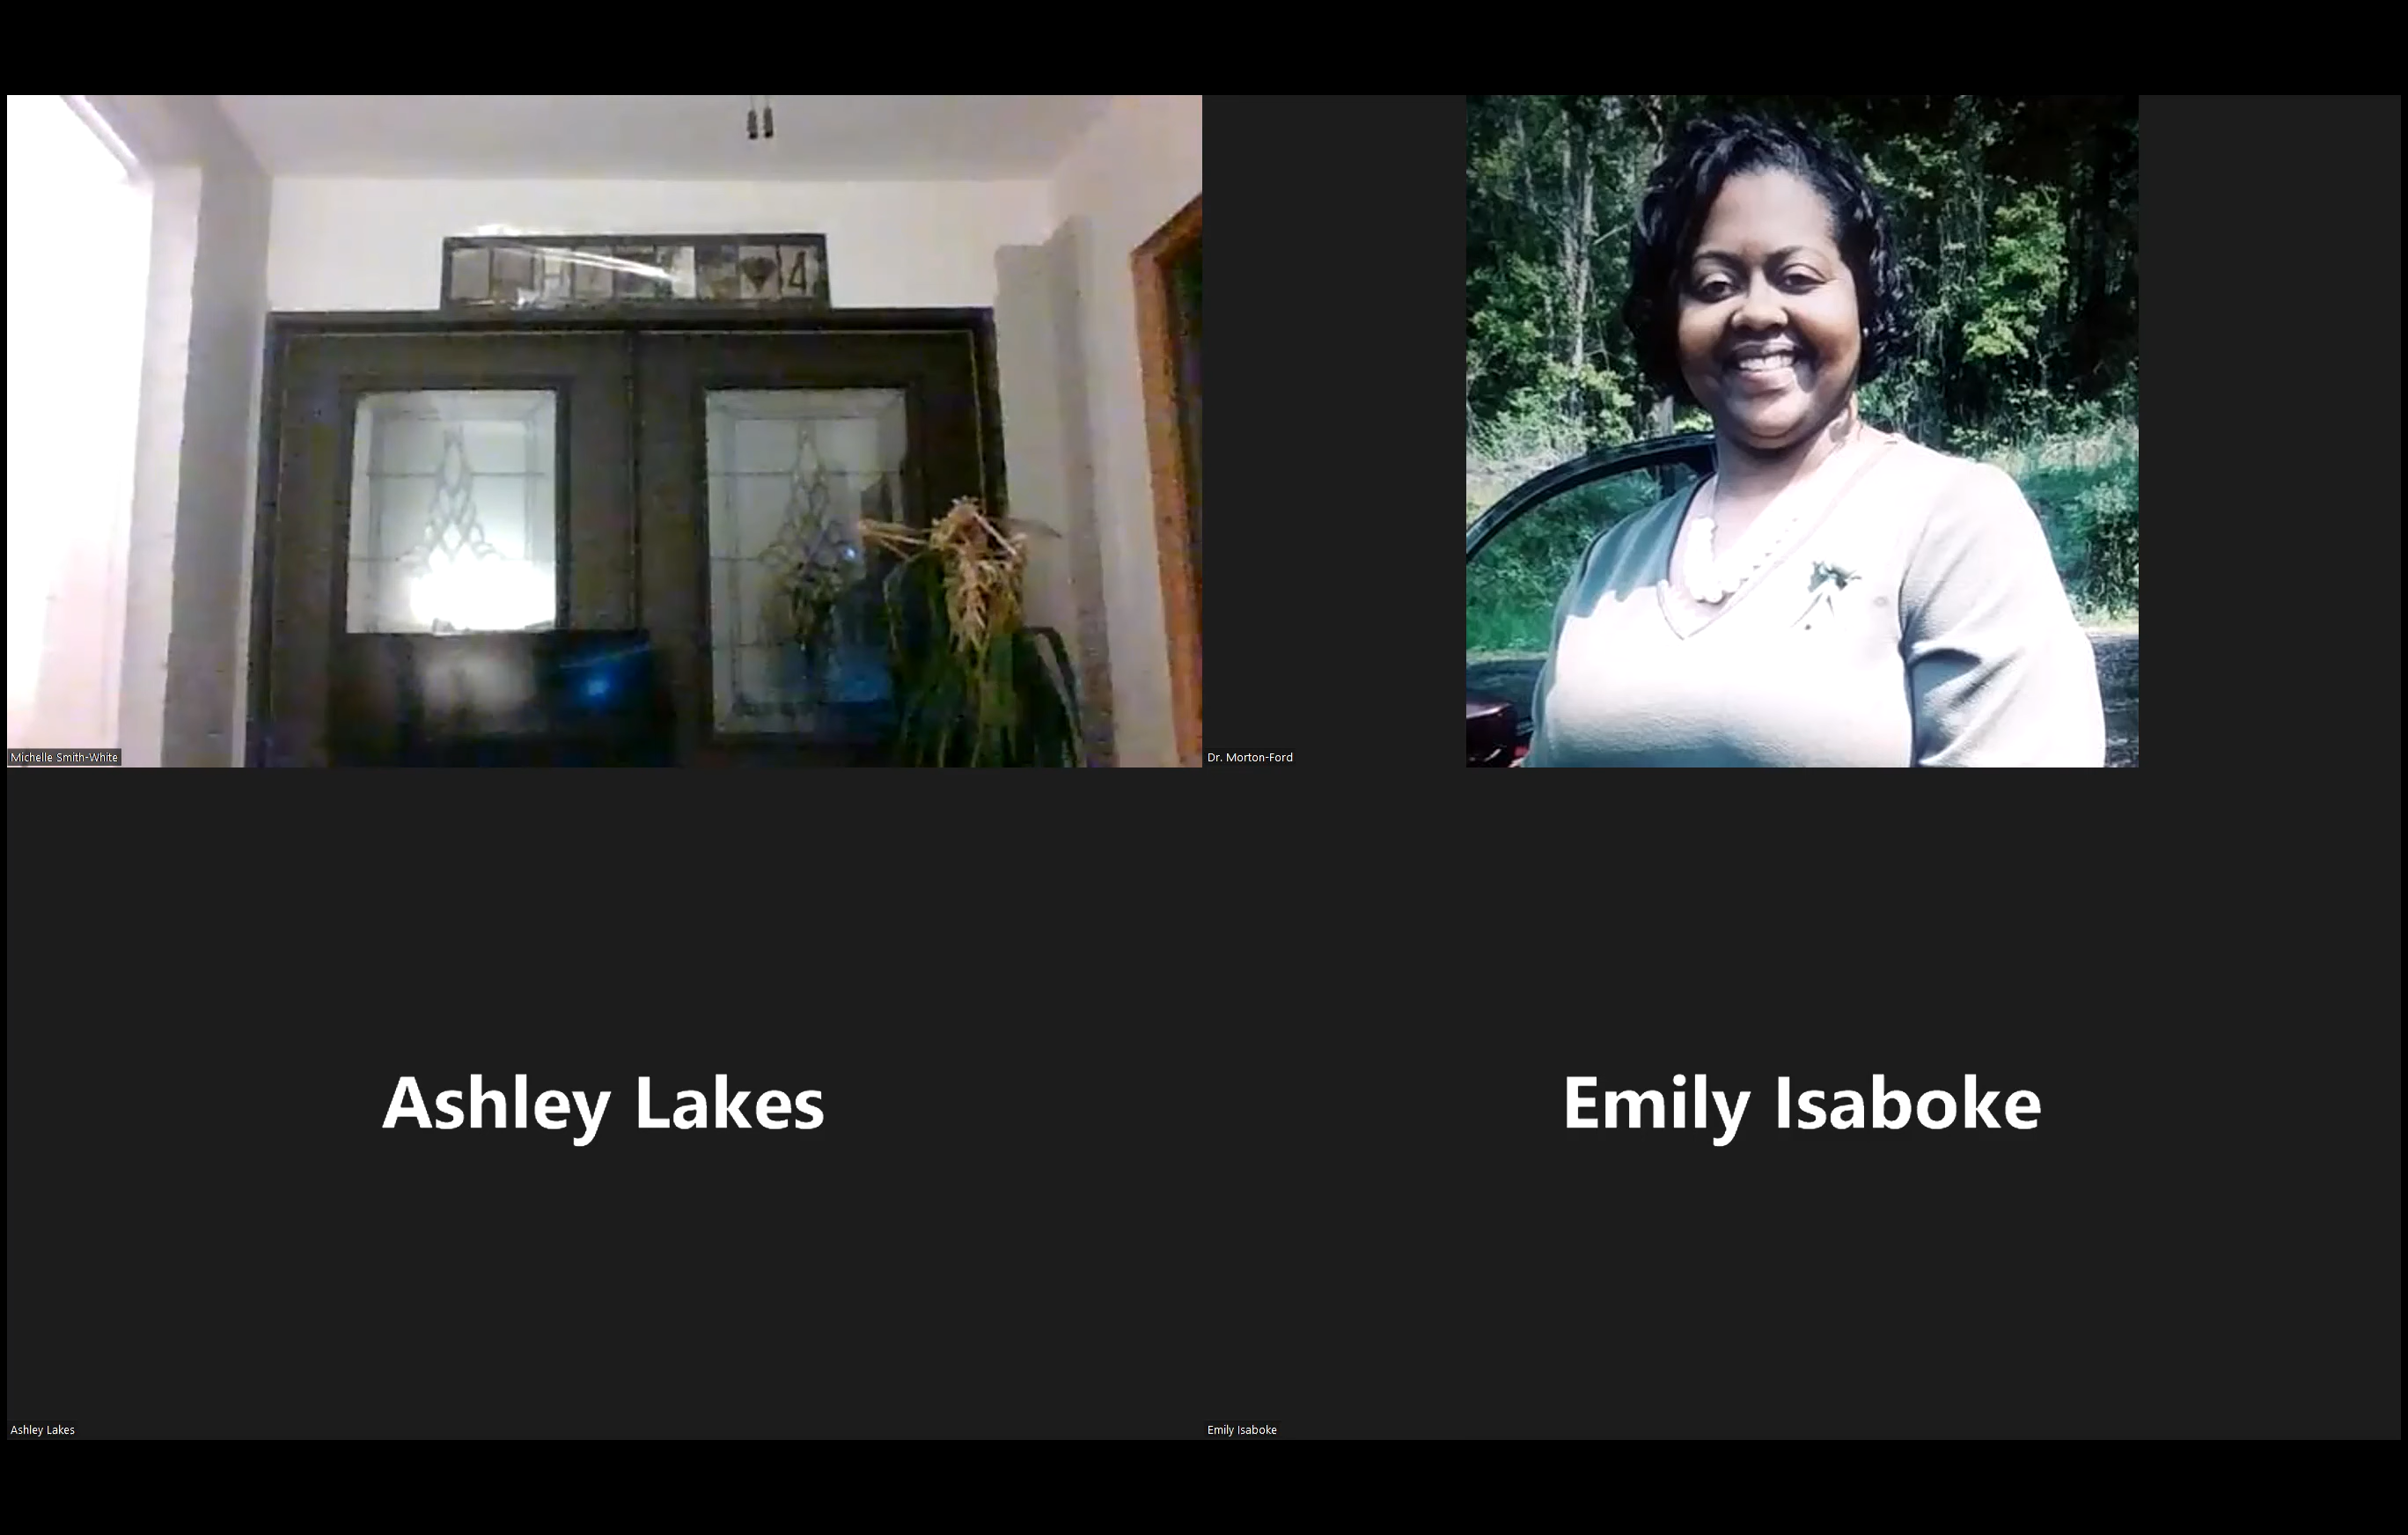 Michelle Smith-White
Dr. Morton-Ford
Ashley Lakes
Emily Isaboke
Ashley Lakes
Emily Isaboke